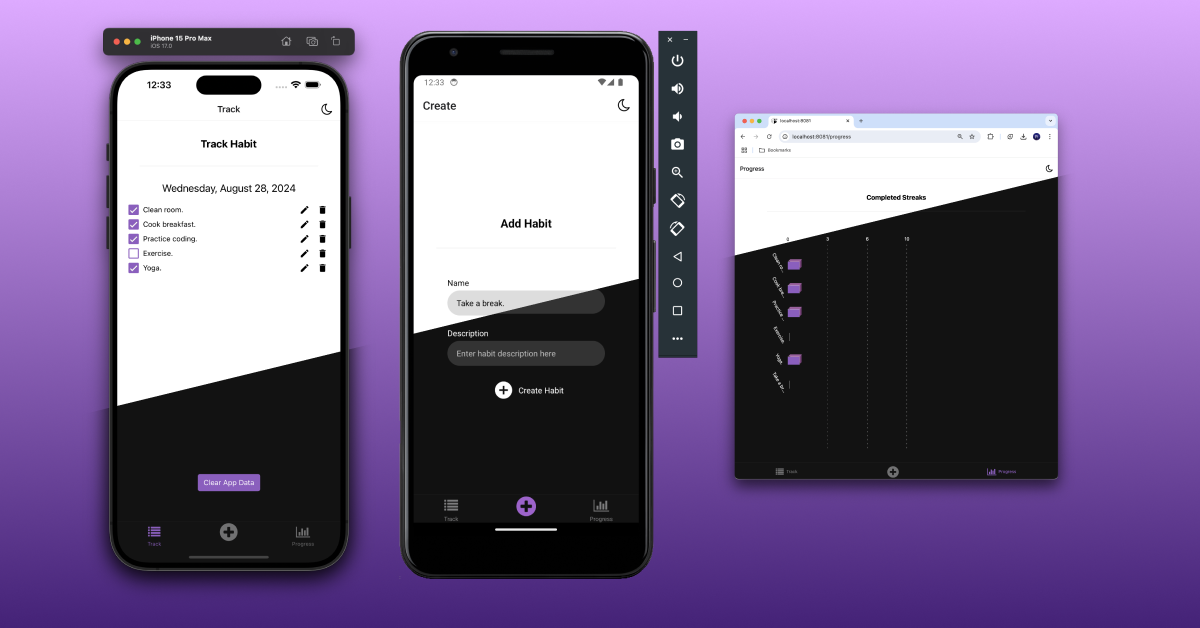 iPhone 15 Pro Max
iOS 17.0
12:33
Track
Track Habit
Wednesday, August 28, 2024
Clean room.
Cook breakfast.
Practice coding.
Exercise.
Yoga.
Clear App Data
Track
Progress
12:33
Create
Add Habit
Name
Take a break.
Description
Enter habit description here
Create Habit
Track
Progress
localhost:8081
localhost:8081/progress
Bookmarks
Progress
Completed Streaks
0 3 6 10
Clean ro...
Cook bre...
Practice ...
Exercise.
Yoga.
Take a br...
Track
Progress